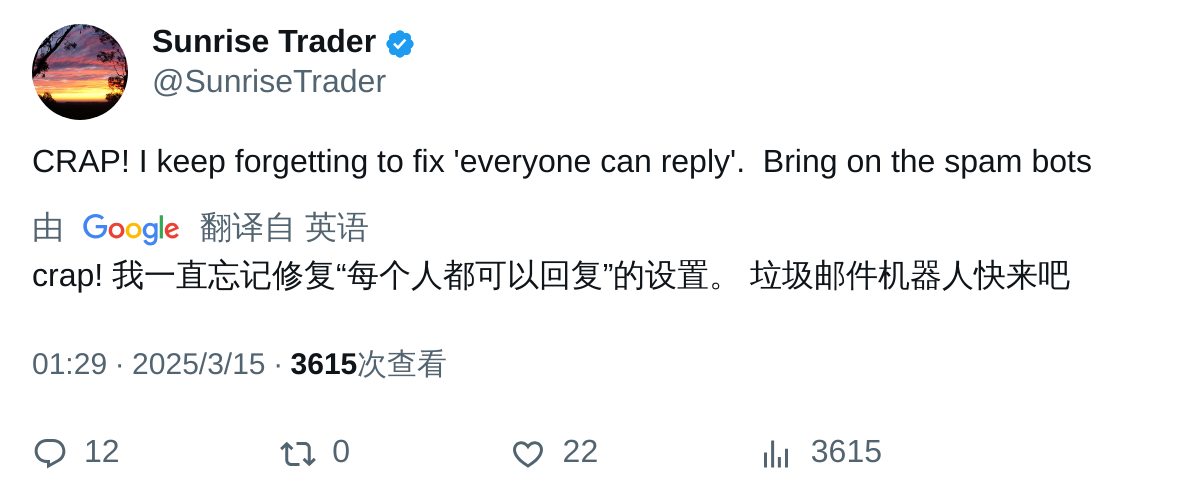 Sunrise Trader
@SunriseTrader
CRAP! I keep forgetting to fix 'everyone can reply'.  Bring on the spam bots
由 Google 翻译自 英语
crap! 我一直忘记修复“每个人都可以回复”的设置。 垃圾邮件机器人快来吧
01:29 · 2025/3/15 · 3615次查看
12 0 22 3615